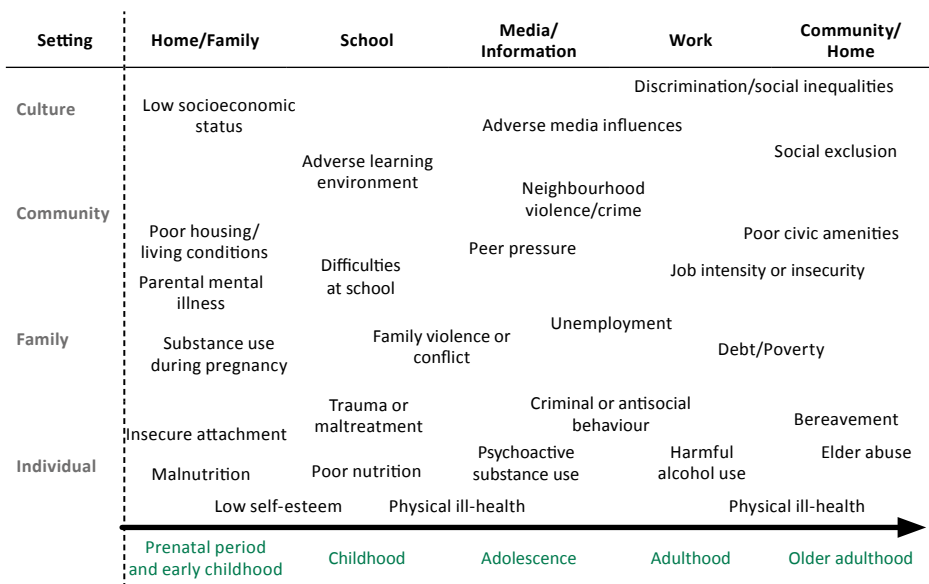 Setting
Home/Family
School
Media/
Information
Work
Community/
Home
Culture
Discrimination/social inequalities
Low socioeconomic
status
Adverse media influences
Social exclusion
Adverse learning
environment
Community
Neighbourhood
violence/crime
Poor housing/
living conditions
Peer pressure
Poor civic amenities
Difficulties
at school
Job intensity or insecurity
Parental mental
illness
Family
Unemployment
Substance use
during pregnancy
Family violence or
conflict
Debt/Poverty
Trauma or
maltreatment
Criminal or antisocial
behaviour
Bereavement
Insecure attachment
Individual
Malnutrition
Poor nutrition
Psychoactive
substance use
Harmful
alcohol use
Elder abuse
Low self-esteem
Physical ill-health
Physical ill-health
Prenatal period
and early childhood
Childhood
Adolescence
Adulthood
Older adulthood